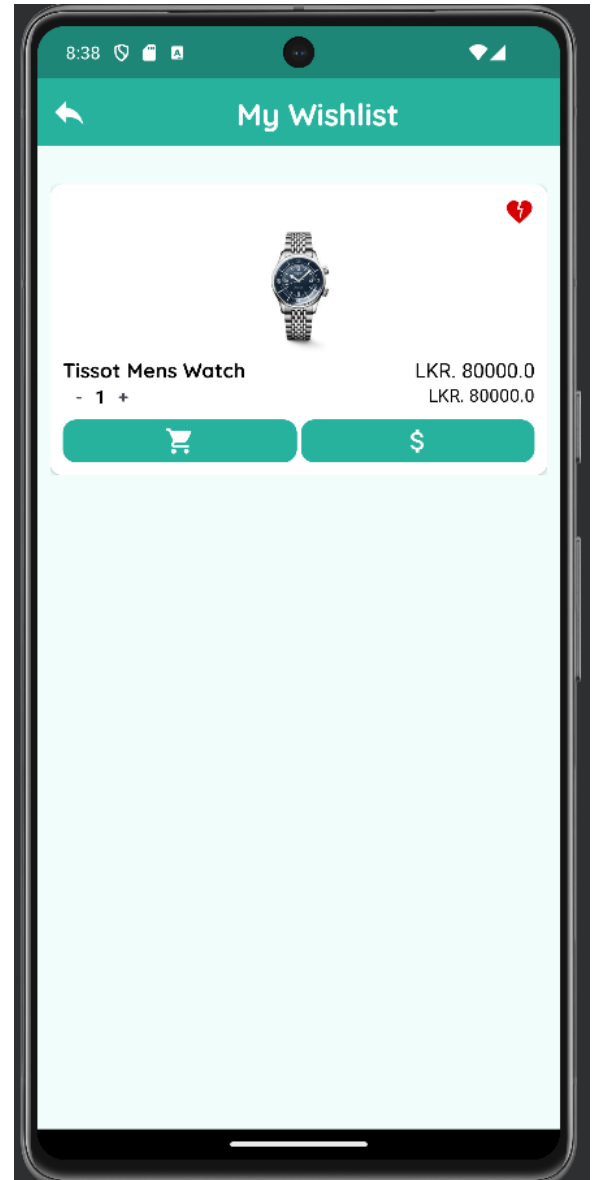 8:38
My Wishlist
Tissot Mens Watch
LKR. 80000.0
- 1 +
LKR. 80000.0
$